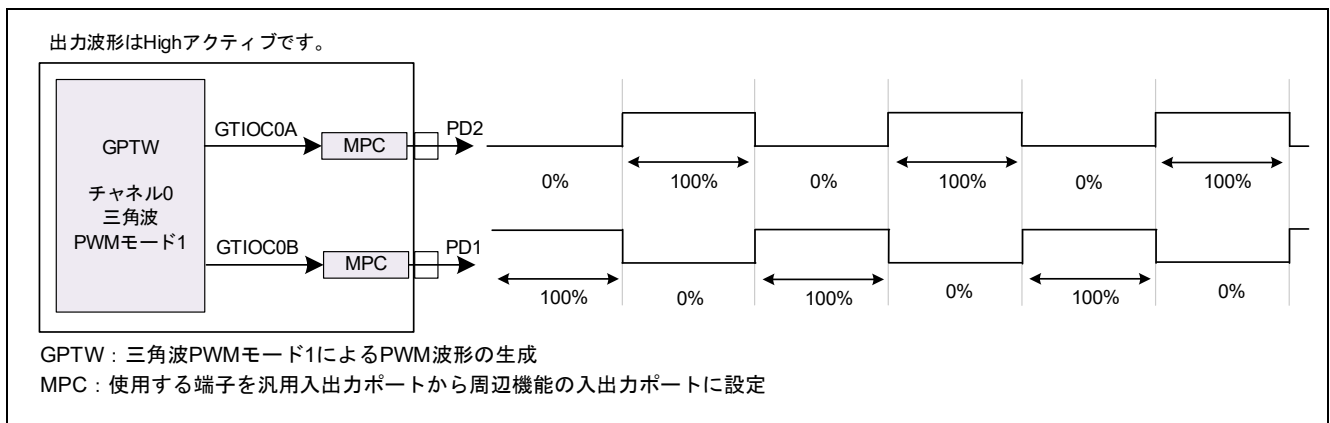 出力波形はHighアクティブです。
GPTW
チャネル0
三角波
PWMモード1
GTIOC0A
MPC
PD2
0%
100%
0%
100%
0%
100%
GTIOC0B
MPC
PD1
100%
0%
100%
0%
100%
0%
GPTW：三角波PWMモード1によるPWM波形の生成
MPC：使用する端子を汎用入出力ポートから周辺機能の入出力ポートに設定